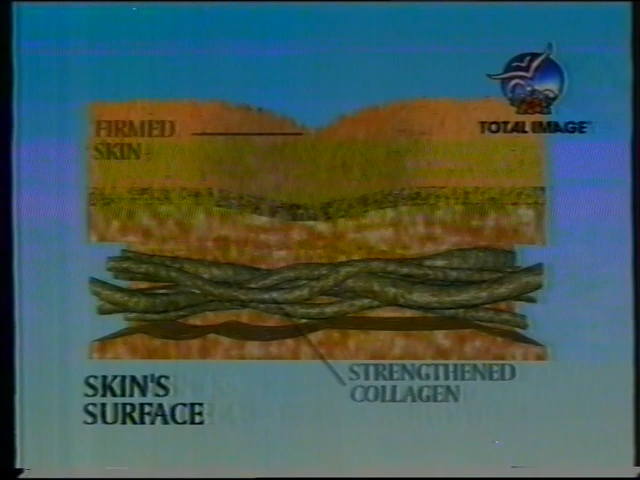 FIRMED
SKIN
TOTAL IMAGE
STRENGTHENED
COLLAGEN
SKIN'S
SURFACE